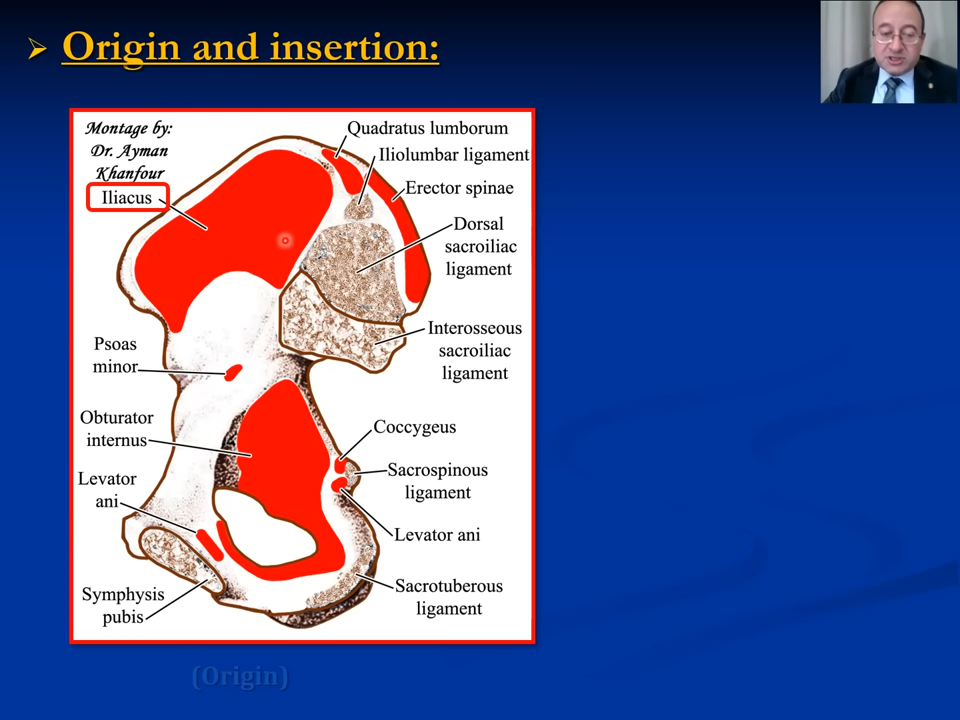 Origin and insertion:
Montage by:
Dr. Ayman
Khanfour
Iliacus
Quadratus lumborum
Iliolumbar ligament
Erector spinae
Dorsal
sacroiliac
ligament
Interosseous
sacroiliac
ligament
Psoas
minor
Obturator
internus
Coccygeus
Levator
ani
Sacrospinous
ligament
Levator ani
Symphysis
pubis
Sacrotuberous
ligament
(Origin)